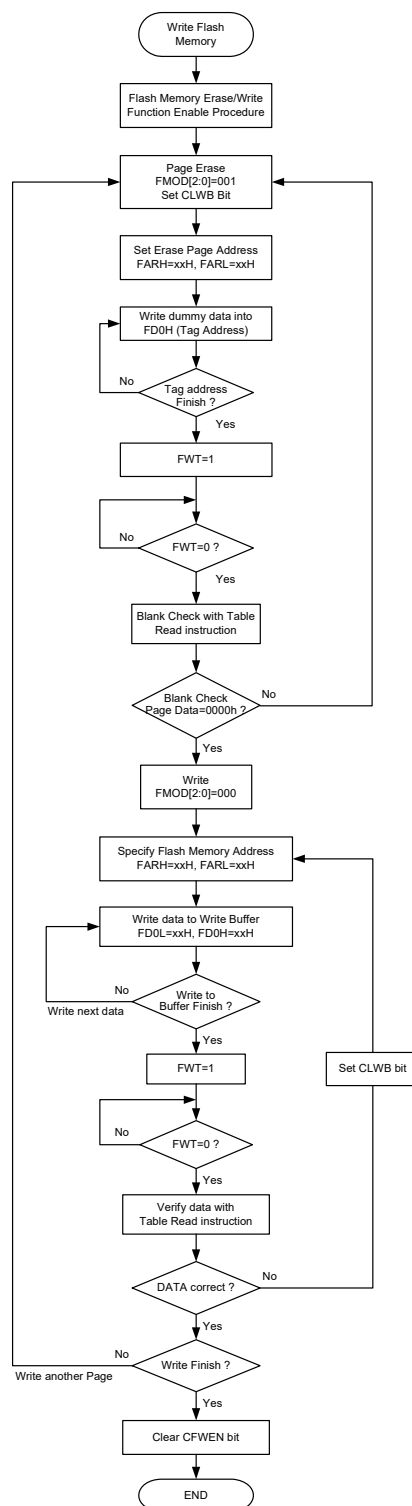 Write Flash
Memory
Flash Memory Erase/Write
Function Enable Procedure
Page Erase
FMOD[2:0]=001
Set CLWB Bit
Set Erase Page Address
FARH=xxH, FARL=xxH
Write dummy data into
FD0H (Tag Address)
No
Tag address
Finish ?
Yes
FWT=1
No
FWT=0 ?
Yes
Blank Check with Table
Read instruction
Blank Check
Page Data=0000h ?
No
Yes
Write
FMOD[2:0]=000
Specify Flash Memory Address
FARH=xxH, FARL=xxH
Write data to Write Buffer
FD0L=xxH, FD0H=xxH
No
Write next data
Write to
Buffer Finish ?
Yes
FWT=1
Set CLWB bit
No
FWT=0 ?
Yes
Verify data with
Table Read instruction
DATA correct ?
No
Yes
No
Write another Page
Write Finish ?
Yes
Clear CFWEN bit
END